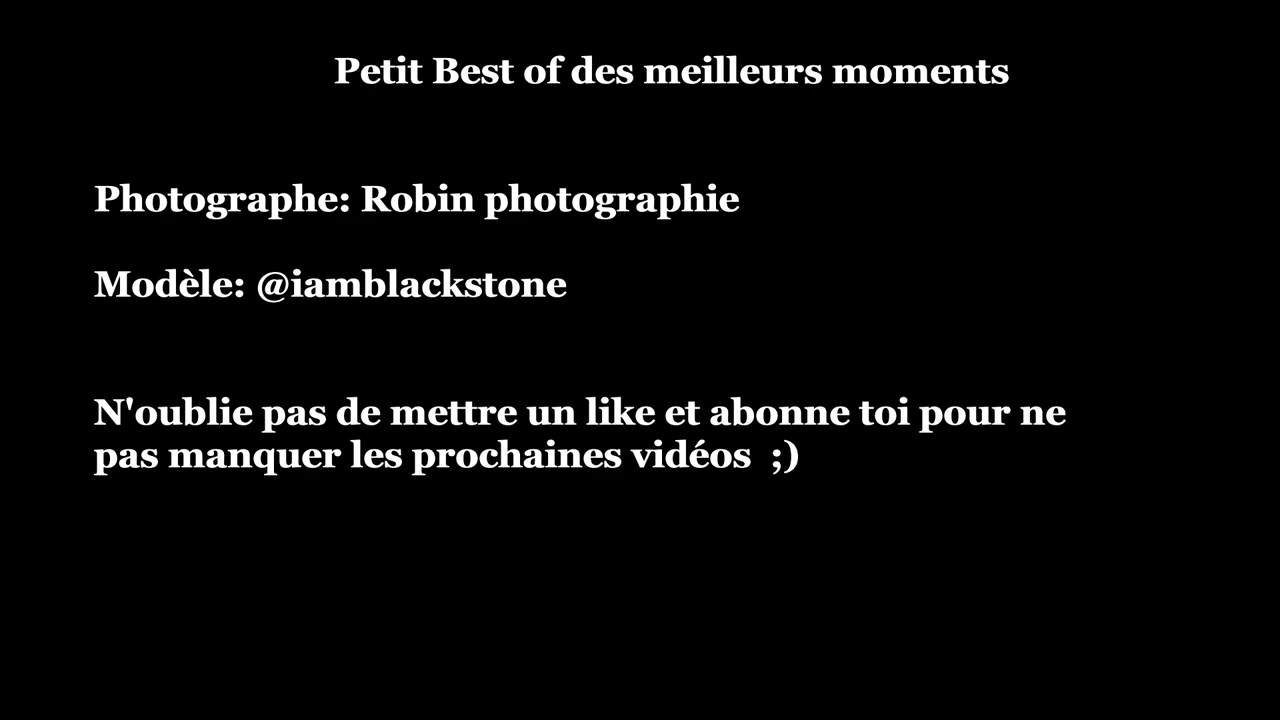 Petit Best of des meilleurs moments
Photographe: Robin photographie
Modèle: @iamblackstone
N'oublie pas de mettre un like et abonne toi pour ne
pas manquer les prochaines vidéos  ;)